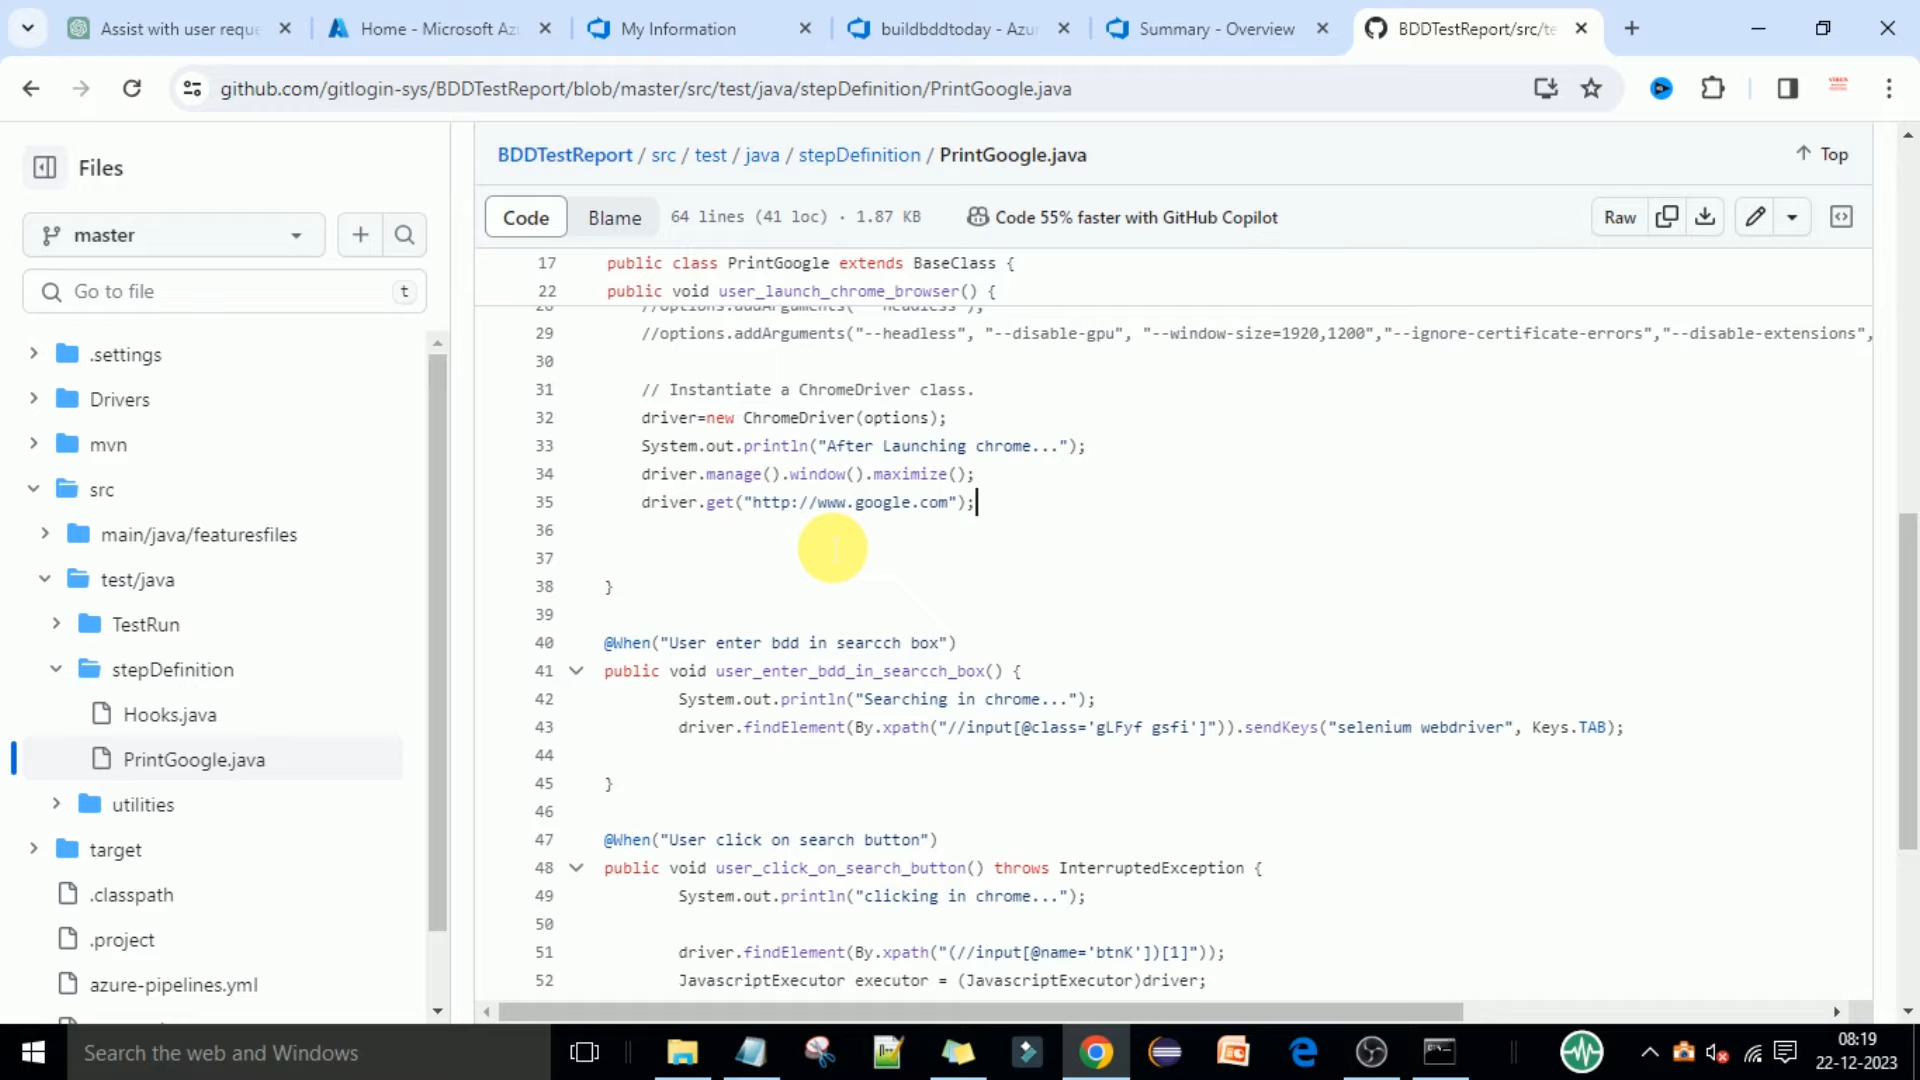 Assist with user reque
Home - Microsoft Az
My Information
buildbddtoday - Azur
Summary - Overview
BDDTestReport/src/te
github.com/gitlogin-sys/BDDTestReport/blob/master/src/test/java/stepDefinition/PrintGoogle.java
Files
master
Go to file
t
.settings
Drivers
mvn
src
main/java/featuresfiles
test/java
TestRun
stepDefinition
Hooks.java
PrintGoogle.java
utilities
target
.classpath
.project
azure-pipelines.yml
BDDTestReport / src / test / java / stepDefinition / PrintGoogle.java
Top
Code
Blame
64 lines (41 loc) · 1.87 KB
Code 55% faster with GitHub Copilot
Raw
17 public class PrintGoogle extends BaseClass {
22 public void user_launch_chrome_browser() {
28 //options.addArguments("--headless");
29 //options.addArguments("--headless", "--disable-gpu", "--window-size=1920,1200","--ignore-certificate-errors","--disable-extensions",
30
31 // Instantiate a ChromeDriver class.
32 driver=new ChromeDriver(options);
33 System.out.println("After Launching chrome...");
34 driver.manage().window().maximize();
35 driver.get("http://www.google.com");
36
37
38 }
39
40 @When("User enter bdd in searcch box")
41 public void user_enter_bdd_in_searcch_box() {
42 System.out.println("Searching in chrome...");
43 driver.findElement(By.xpath("//input[@class='gLFyf gsfi']")).sendKeys("selenium webdriver", Keys.TAB);
44
45 }
46
47 @When("User click on search button")
48 public void user_click_on_search_button() throws InterruptedException {
49 System.out.println("clicking in chrome...");
50
51 driver.findElement(By.xpath("(//input[@name='btnK'])[1]"));
52 JavascriptExecutor executor = (JavascriptExecutor)driver;
Search the web and Windows
08:19
22-12-2023